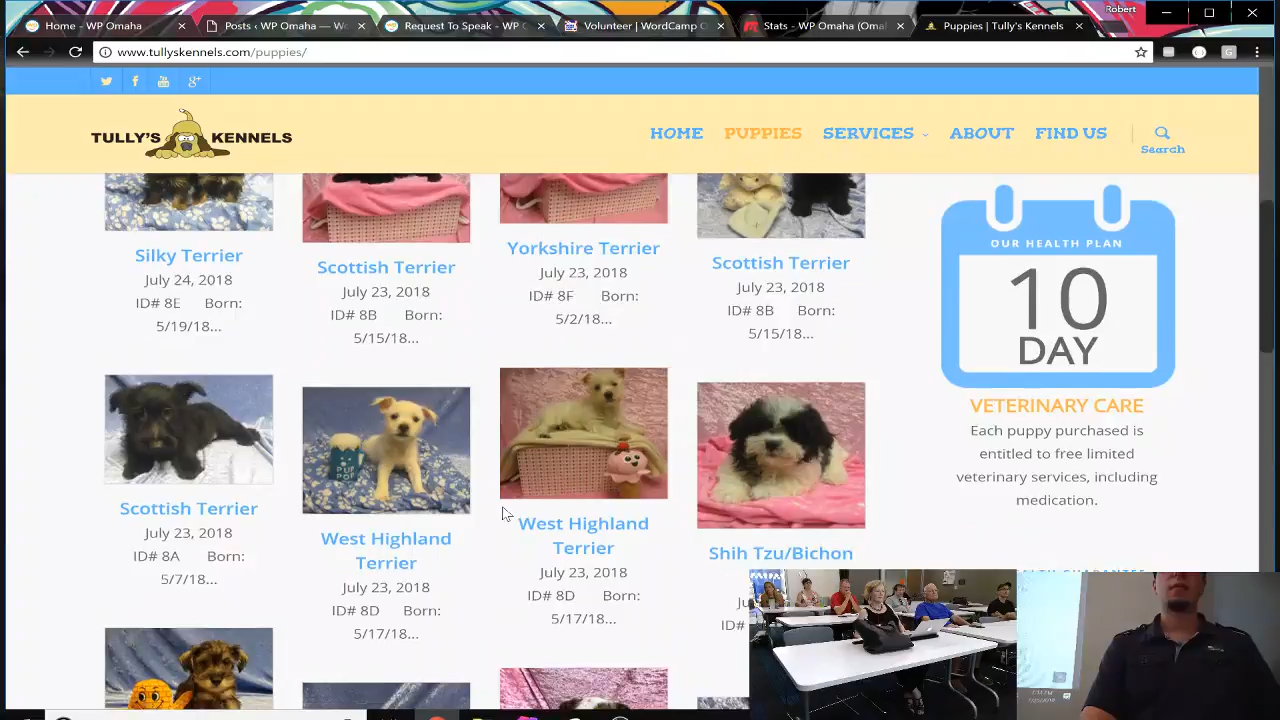 Robert
Home - WP Omaha
Posts ‹ WP Omaha — Wo
Request To Speak - WP C
Volunteer | WordCamp O
Stats - WP Omaha (Omal
Puppies | Tully's Kennels
www.tullyskennels.com/puppies/
TULLY'S KENNELS
HOME
PUPPIES
SERVICES
ABOUT
FIND US
Search
Silky Terrier
July 24, 2018
ID# 8E Born:
5/19/18...
Scottish Terrier
July 23, 2018
ID# 8B Born:
5/15/18...
Yorkshire Terrier
July 23, 2018
ID# 8F Born:
5/2/18...
Scottish Terrier
July 23, 2018
ID# 8B Born:
5/15/18...
OUR HEALTH PLAN
10
DAY
VETERINARY CARE
Each puppy purchased is
entitled to free limited
veterinary services, including
medication.
Scottish Terrier
July 23, 2018
ID# 8A Born:
5/7/18...
PUP
POP
West Highland
Terrier
July 23, 2018
ID# 8D Born:
5/17/18...
West Highland
Terrier
July 23, 2018
ID# 8D Born:
5/17/18...
Shih Tzu/Bichon
Ju
ID#